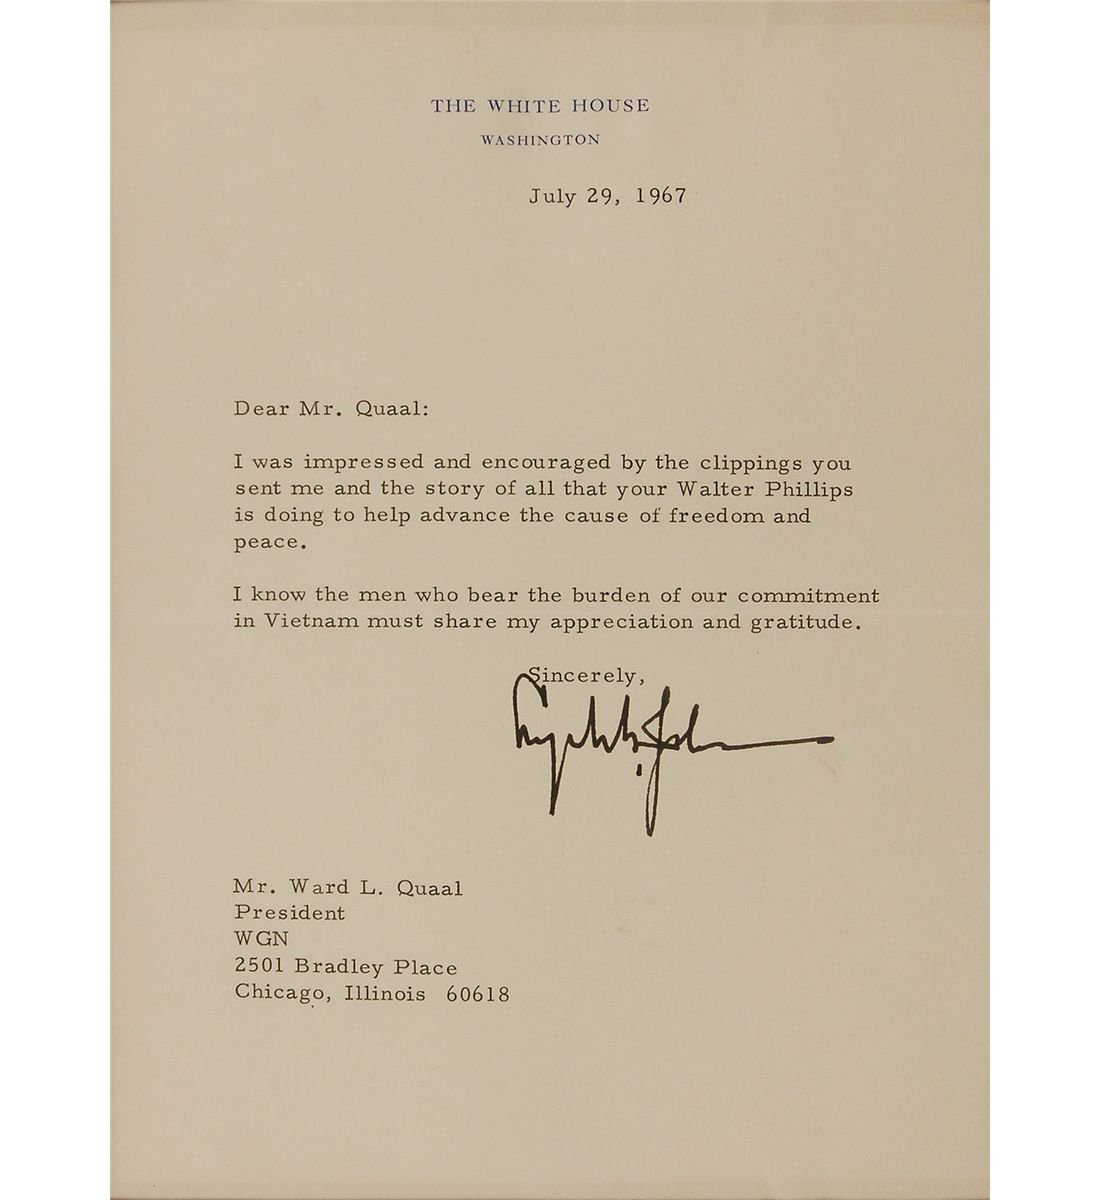 THE WHITE HOUSE
WASHINGTON
July 29, 1967
Dear Mr. Quaal:
I was impressed and encouraged by the clippings you
sent me and the story of all that your Walter Phillips
is doing to help advance the cause of freedom and
peace.
I know the men who bear the burden of our commitment
in Vietnam must share my appreciation and gratitude.
Sincerely,
Mr. Ward L. Quaal
President
WGN
2501 Bradley Place
Chicago, Illinois 60618